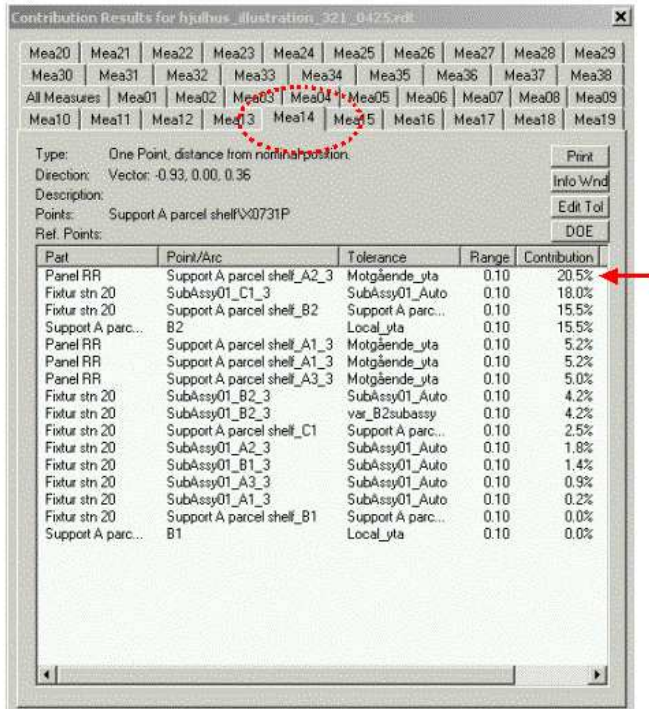 Contribution Results for hjulhus_illustration_321_0425.rdt
Mea20 Mea21 Mea22 Mea23 Mea24 Mea25 Mea26 Mea27 Mea28 Mea29
Mea30 Mea31 Mea32 Mea33 Mea34 Mea35 Mea36 Mea37 Mea38
All Measures Mea01 Mea02 Mea03 Mea04 Mea05 Mea06 Mea07 Mea08 Mea09
Mea10 Mea11 Mea12 Mea13 Mea14 Mea15 Mea16 Mea17 Mea18 Mea19
Type: One Point, distance from nominal position. Print
Direction: Vector: -0.93, 0.00, 0.36 Info Wnd
Description:
Points: Support A parcel shelf\X0731P Edit Tol
Ref. Points: DOE
Part Point/Arc Tolerance Range Contribution
Panel RR Support A parcel shelf_A2_3 Motgående_yta 0.10 20.5%
Fixtur stn 20 SubAssy01_C1_3 SubAssy01_Auto 0.10 18.0%
Fixtur stn 20 Support A parcel shelf_B2 Support A parc... 0.10 15.5%
Support A parc... B2 Local_yta 0.10 15.5%
Panel RR Support A parcel shelf_A1_3 Motgående_yta 0.10 5.2%
Panel RR Support A parcel shelf_A1_3 Motgående_yta 0.10 5.2%
Panel RR Support A parcel shelf_A3_3 Motgående_yta 0.10 5.0%
Fixtur stn 20 SubAssy01_B2_3 SubAssy01_Auto 0.10 4.2%
Fixtur stn 20 SubAssy01_B2_3 var_B2subassy 0.10 4.2%
Fixtur stn 20 Support A parcel shelf_C1 Support A parc... 0.10 2.5%
Fixtur stn 20 SubAssy01_A2_3 SubAssy01_Auto 0.10 1.8%
Fixtur stn 20 SubAssy01_B1_3 SubAssy01_Auto 0.10 1.4%
Fixtur stn 20 SubAssy01_A3_3 SubAssy01_Auto 0.10 0.9%
Fixtur stn 20 SubAssy01_A1_3 SubAssy01_Auto 0.10 0.2%
Fixtur stn 20 Support A parcel shelf_B1 Support A parc... 0.10 0.0%
Support A parc... B1 Local_yta 0.10 0.0%